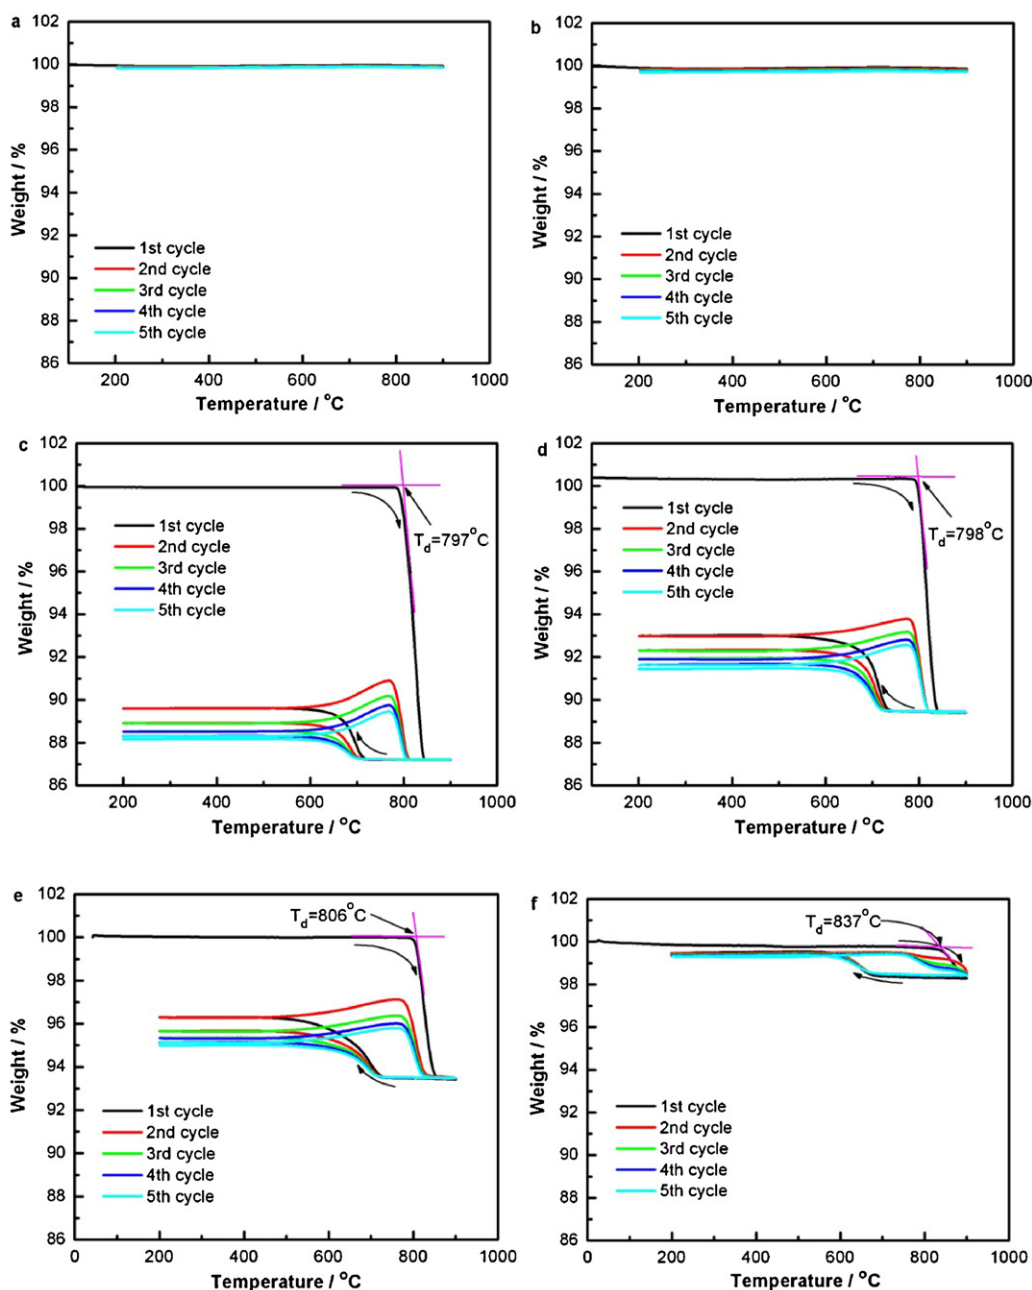 a
102
100
98
96
94
92
90
88
86
Weight / %
1st cycle
2nd cycle
3rd cycle
4th cycle
5th cycle
200 400 600 800 1000
Temperature / °C
b
102
100
98
96
94
92
90
88
86
Weight / %
1st cycle
2nd cycle
3rd cycle
4th cycle
5th cycle
200 400 600 800 1000
Temperature / °C
c
102
100
98
96
94
92
90
88
86
Weight / %
1st cycle
2nd cycle
3rd cycle
4th cycle
5th cycle
Td=797°C
200 400 600 800 1000
Temperature / °C
d
102
100
98
96
94
92
90
88
86
Weight / %
1st cycle
2nd cycle
3rd cycle
4th cycle
5th cycle
Td=798°C
200 400 600 800 1000
Temperature / °C
e
102
100
98
96
94
92
90
88
86
Weight / %
Td=806°C
1st cycle
2nd cycle
3rd cycle
4th cycle
5th cycle
0 200 400 600 800 1000
Temperature / °C
f
102
100
98
96
94
92
90
88
86
Weight / %
Td=837°C
1st cycle
2nd cycle
3rd cycle
4th cycle
5th cycle
0 200 400 600 800 1000
Temperature / °C